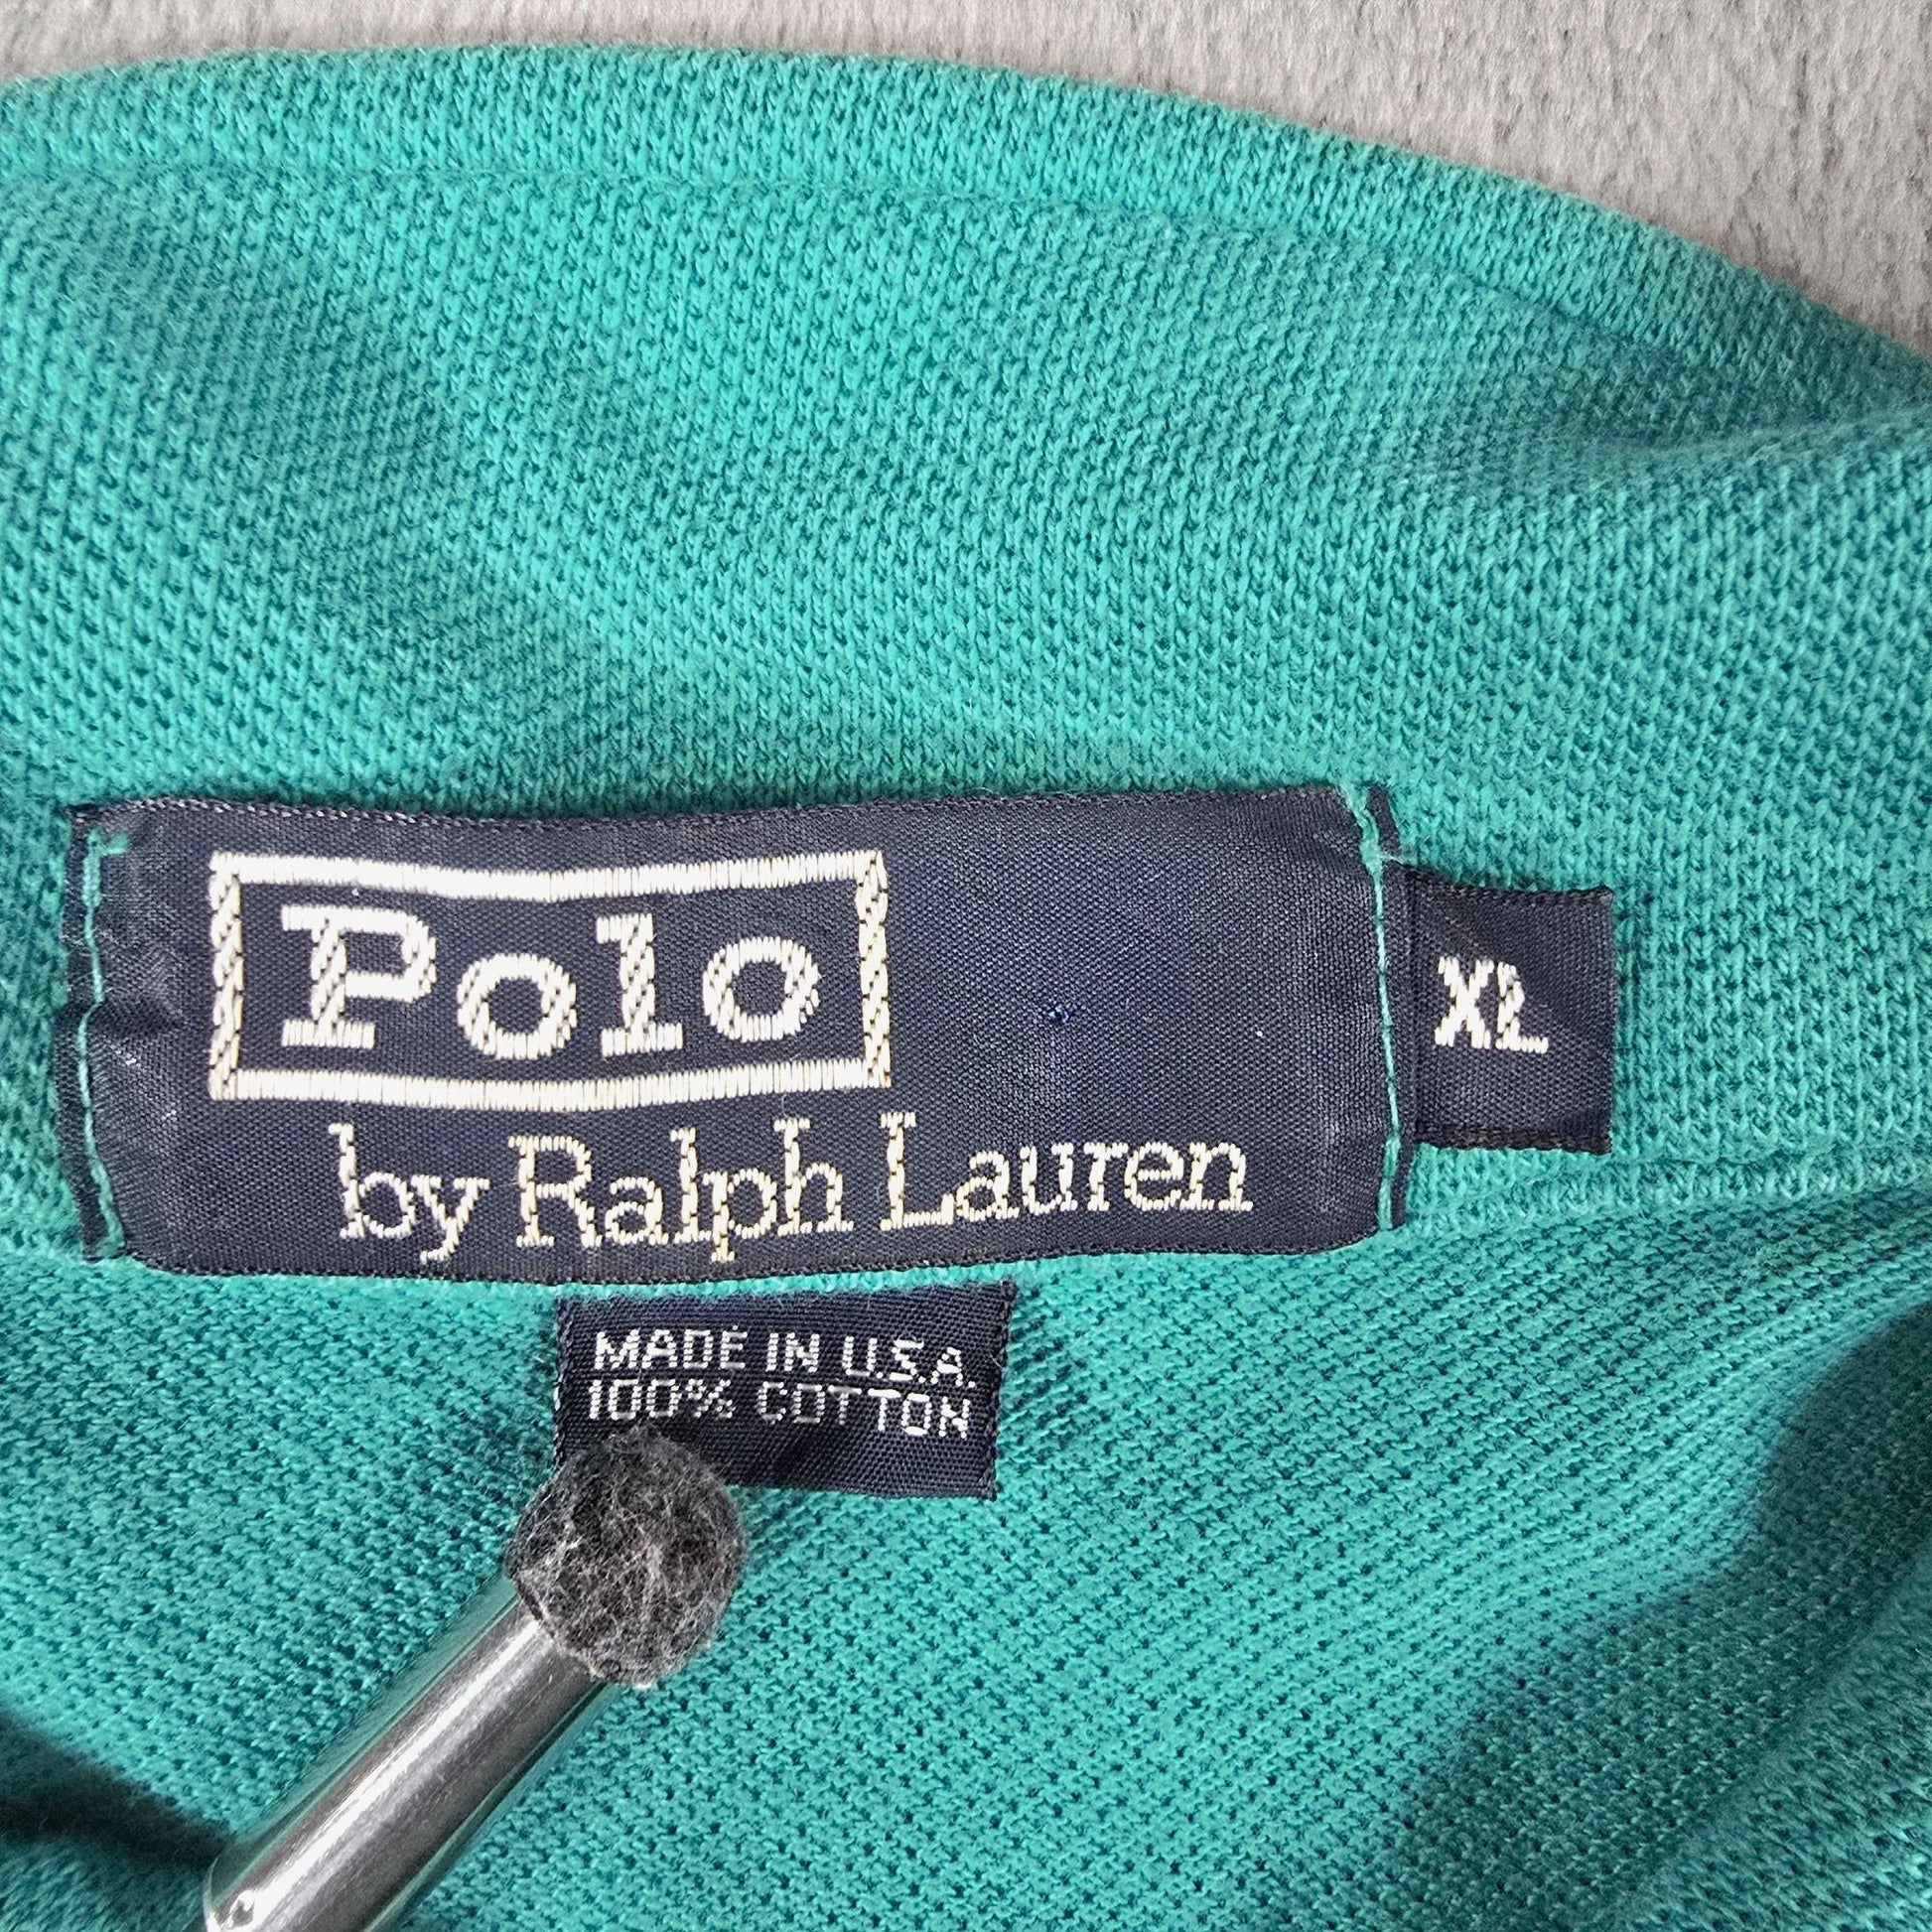 Polo
by Ralph Lauren
XL
MADE IN U.S.A.
100% COTTON